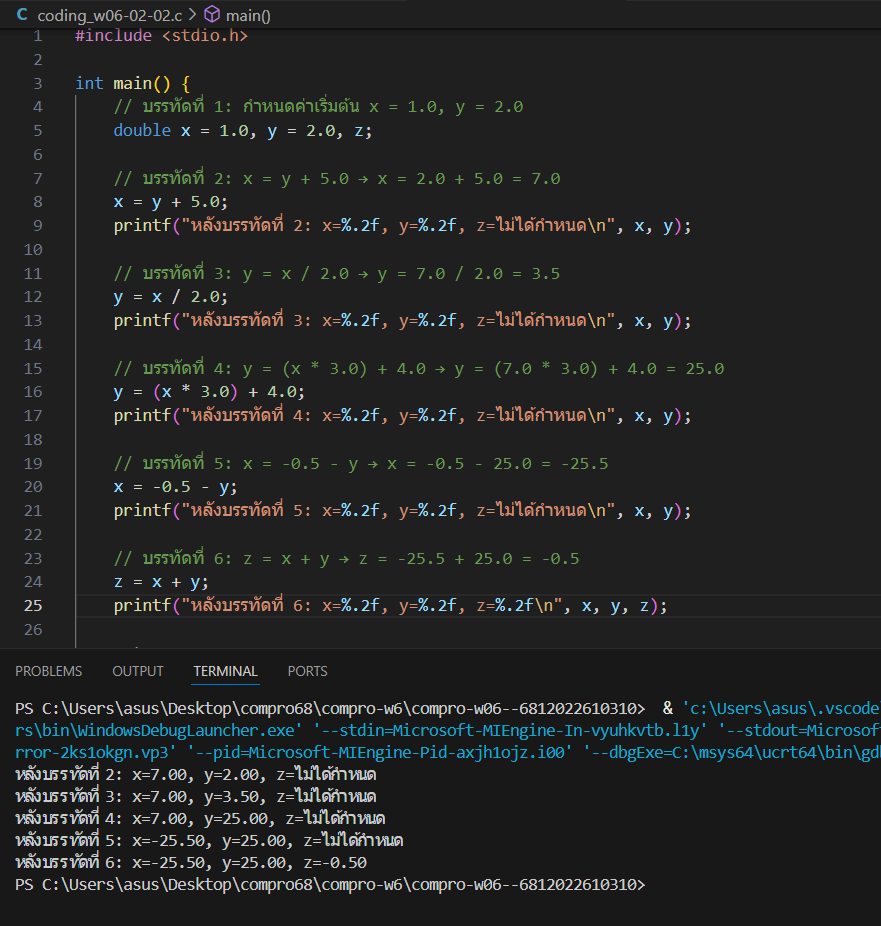 C coding_w06-02-02.c > main()
1 #include <stdio.h>
2
3 int main() {
4 // บรรทัดที่ 1: กำหนดค่าเริ่มต้น x = 1.0, y = 2.0
5 double x = 1.0, y = 2.0, z;
6
7 // บรรทัดที่ 2: x = y + 5.0 → x = 2.0 + 5.0 = 7.0
8 x = y + 5.0;
9 printf("หลังบรรทัดที่ 2: x=%.2f, y=%.2f, z=ไม่ได้กำหนด\n", x, y);
10
11 // บรรทัดที่ 3: y = x / 2.0 → y = 7.0 / 2.0 = 3.5
12 y = x / 2.0;
13 printf("หลังบรรทัดที่ 3: x=%.2f, y=%.2f, z=ไม่ได้กำหนด\n", x, y);
14
15 // บรรทัดที่ 4: y = (x * 3.0) + 4.0 → y = (7.0 * 3.0) + 4.0 = 25.0
16 y = (x * 3.0) + 4.0;
17 printf("หลังบรรทัดที่ 4: x=%.2f, y=%.2f, z=ไม่ได้กำหนด\n", x, y);
18
19 // บรรทัดที่ 5: x = -0.5 - y → x = -0.5 - 25.0 = -25.5
20 x = -0.5 - y;
21 printf("หลังบรรทัดที่ 5: x=%.2f, y=%.2f, z=ไม่ได้กำหนด\n", x, y);
22
23 // บรรทัดที่ 6: z = x + y → z = -25.5 + 25.0 = -0.5
24 z = x + y;
25 printf("หลังบรรทัดที่ 6: x=%.2f, y=%.2f, z=%.2f\n", x, y, z);
26
PROBLEMS OUTPUT TERMINAL PORTS
PS C:\Users\asus\Desktop\compro68\compro-w6\compro-w06--6812022610310> & 'c:\Users\asus\.vscode
rs\bin\WindowsDebugLauncher.exe' '--stdin=Microsoft-MIEngine-In-vyuhkvtb.l1y' '--stdout=Microsof
rror-2ks1okgn.vp3' '--pid=Microsoft-MIEngine-Pid-axjh1ojz.i00' '--dbgExe=C:\msys64\ucrt64\bin\gd
หลังบรรทัดที่ 2: x=7.00, y=2.00, z=ไม่ได้กำหนด
หลังบรรทัดที่ 3: x=7.00, y=3.50, z=ไม่ได้กำหนด
หลังบรรทัดที่ 4: x=7.00, y=25.00, z=ไม่ได้กำหนด
หลังบรรทัดที่ 5: x=-25.50, y=25.00, z=ไม่ได้กำหนด
หลังบรรทัดที่ 6: x=-25.50, y=25.00, z=-0.50
PS C:\Users\asus\Desktop\compro68\compro-w6\compro-w06--6812022610310>